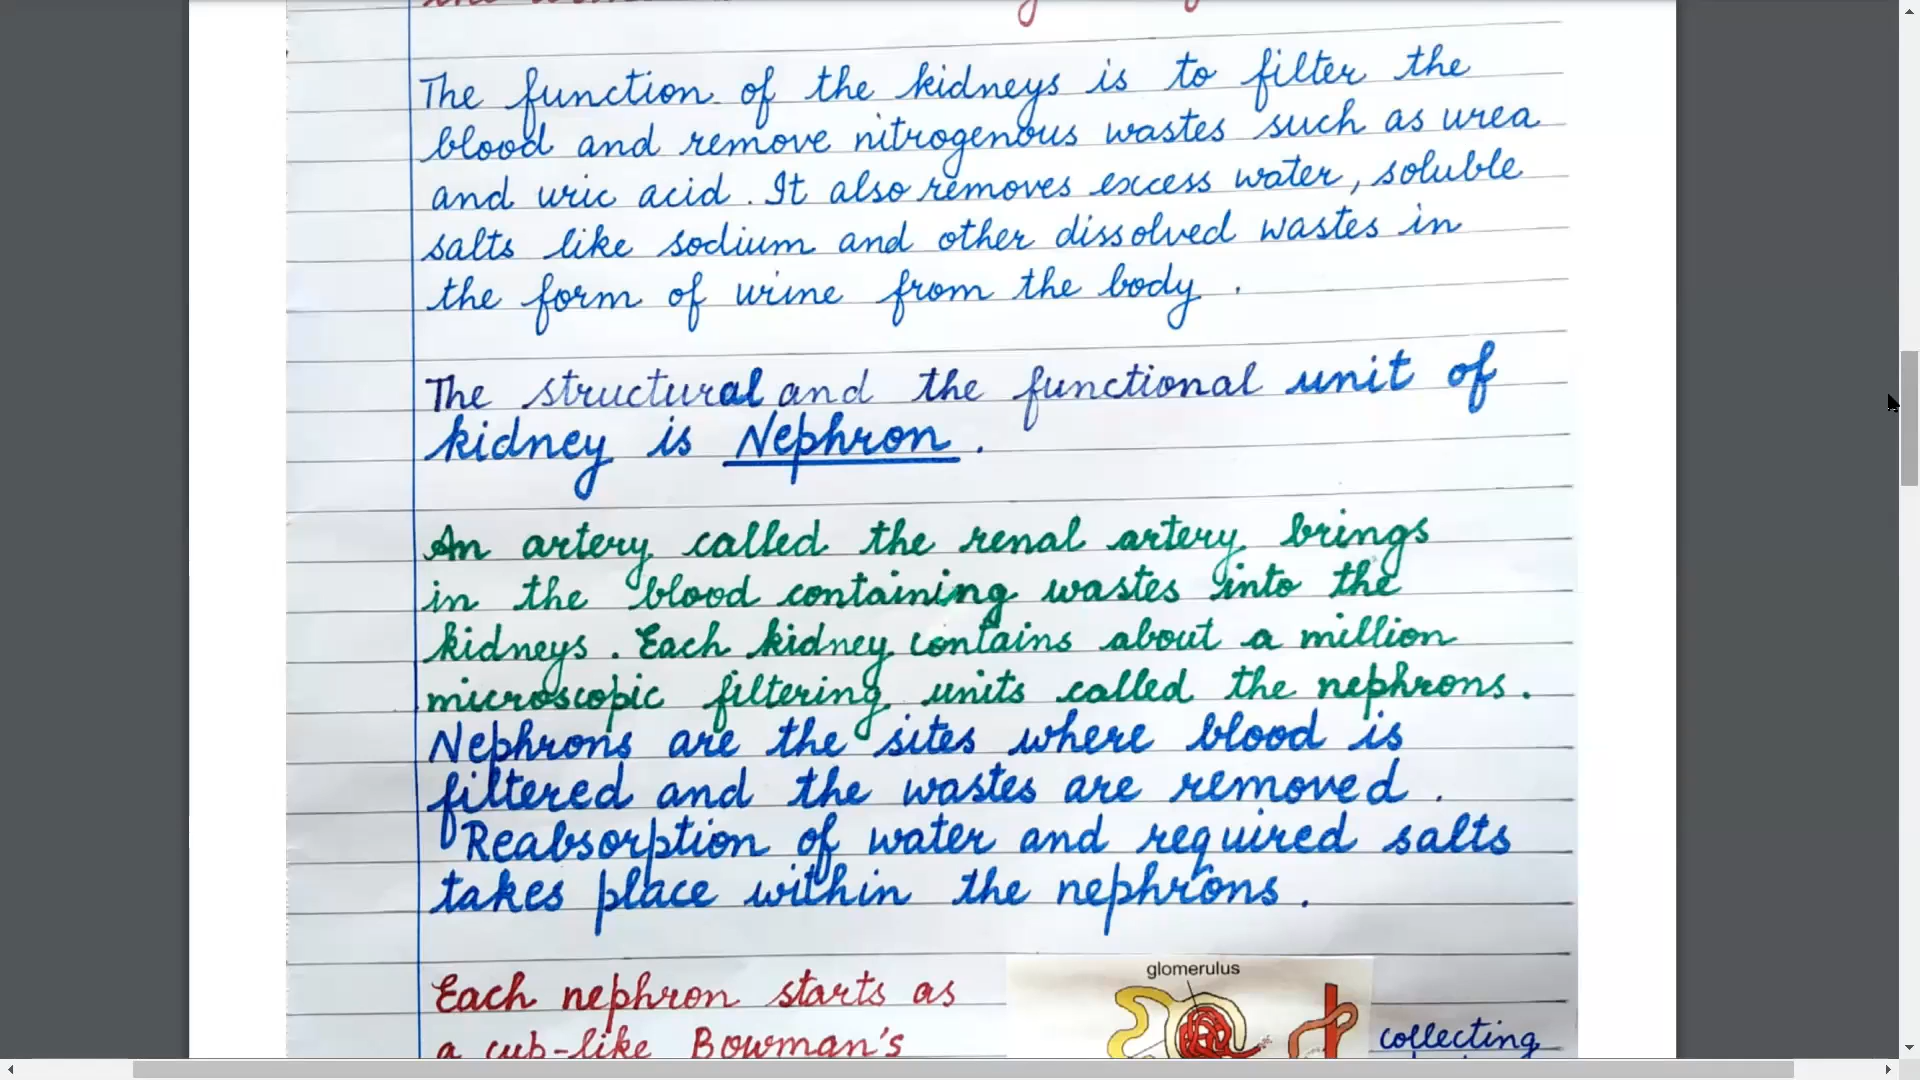 The function of the kidneys is to filter the
blood and remove nitrogenous wastes such as urea
and uric acid. It also removes excess water, soluble
salts like sodium and other dissolved wastes in
the form of urine from the body.
The structural and the functional unit of
kidney is Nephron.
An artery called the renal artery brings
in the blood containing wastes into the
kidneys. Each kidney contains about a million
microscopic filtering units called the nephrons.
Nephrons are the sites where blood is
filtered and the wastes are removed.
Reabsorption of water and required salts
takes place within the nephrons.
Each nephron starts as
a cup-like Bowman's
glomerulus
collecting